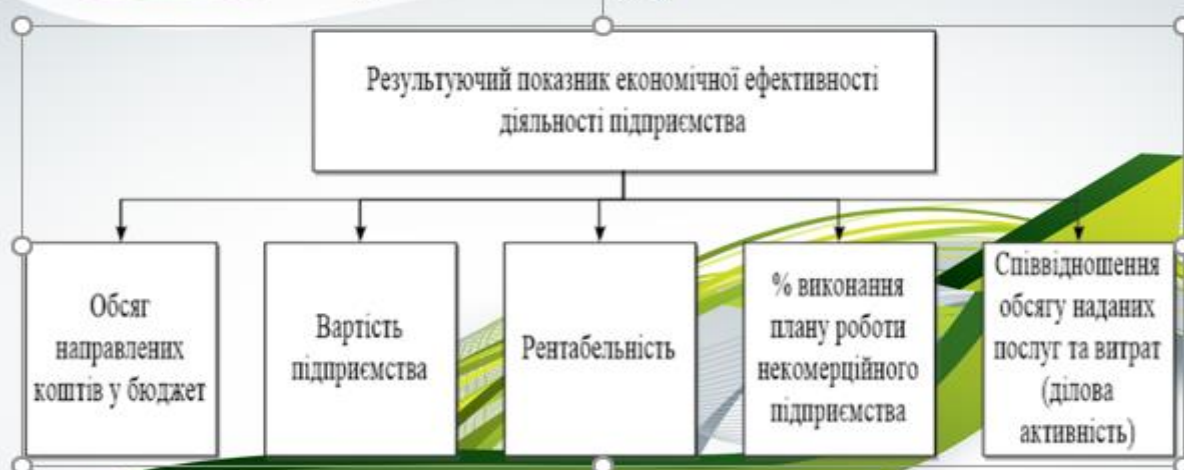 Результуючий показник економічної ефективності
діяльності підприємства
Обсяг
направлених
коштів у бюджет
Вартість
підприємства
Рентабельність
% виконання
плану роботи
некомерційного
підприємства
Співвідношення
обсягу наданих
послуг та витрат
(ділова
активність)